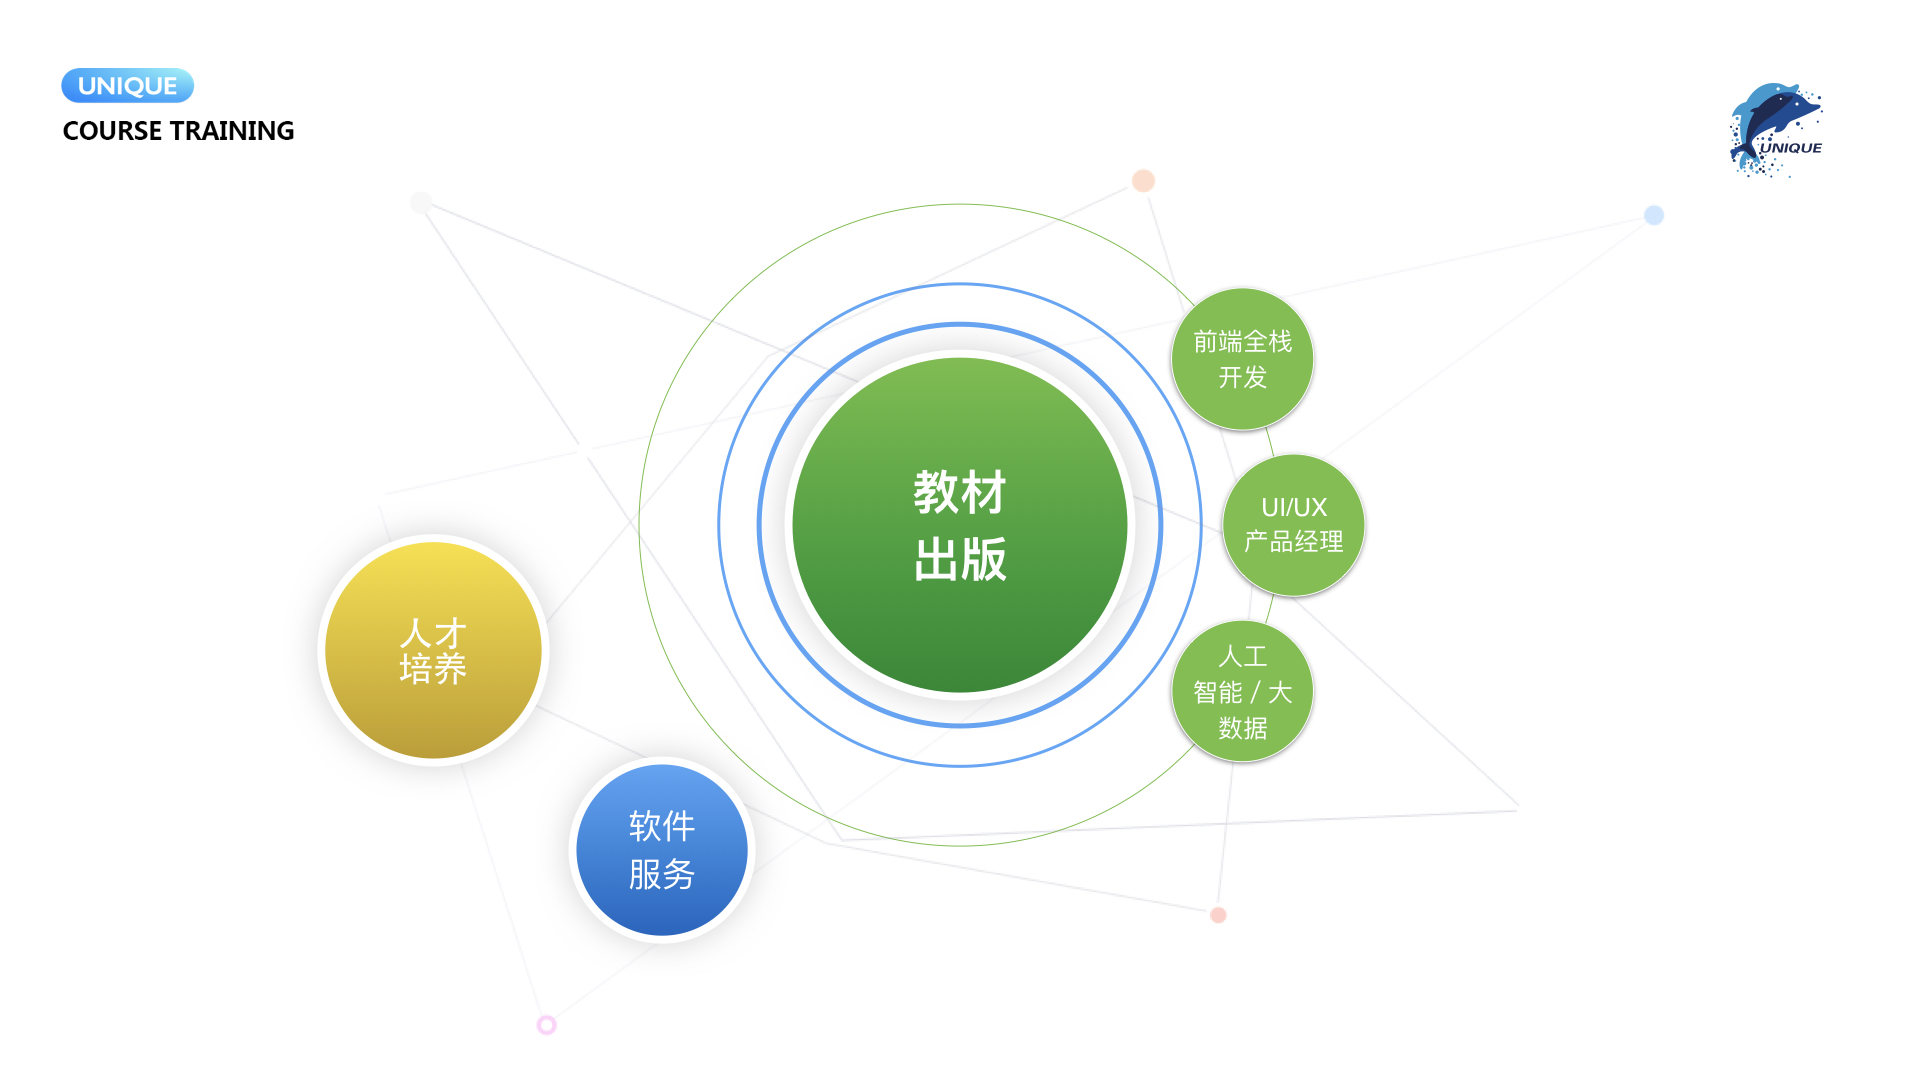 UNIQUE
COURSE TRAINING
UNIQUE
教材
出版
前端全栈
开发
UI/UX
产品经理
人工
智能 / 大
数据
人才
培养
软件
服务